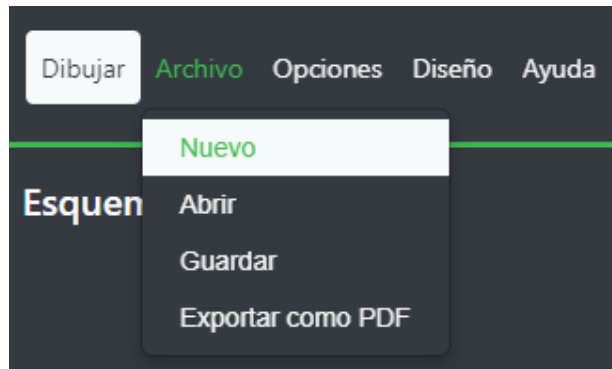 Dibujar Archivo Opciones Diseño Ayuda
Nuevo
Esquem
Abrir
Guardar
Exportar como PDF